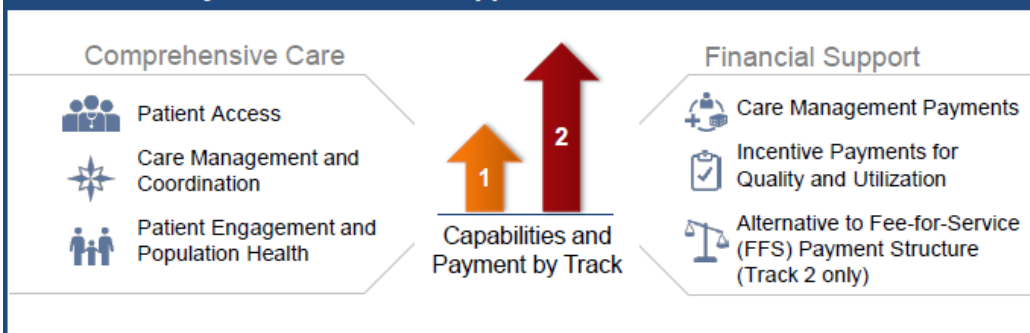 Comprehensive Care
Patient Access
Care Management and
Coordination
Patient Engagement and
Population Health
1
2
Capabilities and
Payment by Track
Financial Support
Care Management Payments
Incentive Payments for
Quality and Utilization
Alternative to Fee-for-Service
(FFS) Payment Structure
(Track 2 only)